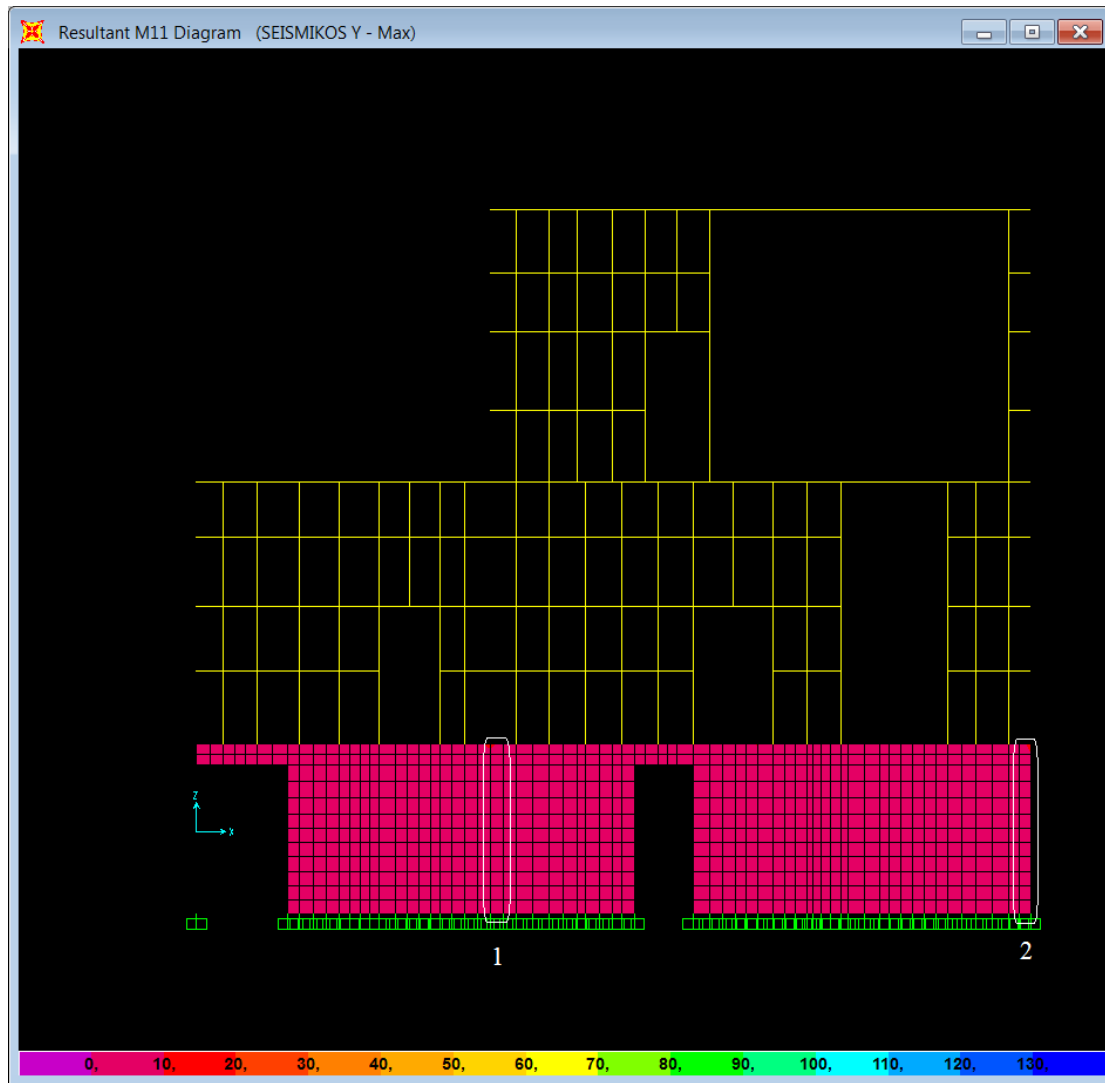 Resultant M11 Diagram (SEISMIKOS Y - Max)
Z
X
1
2
0, 10, 20, 30, 40, 50, 60, 70, 80, 90, 100, 110, 120, 130,